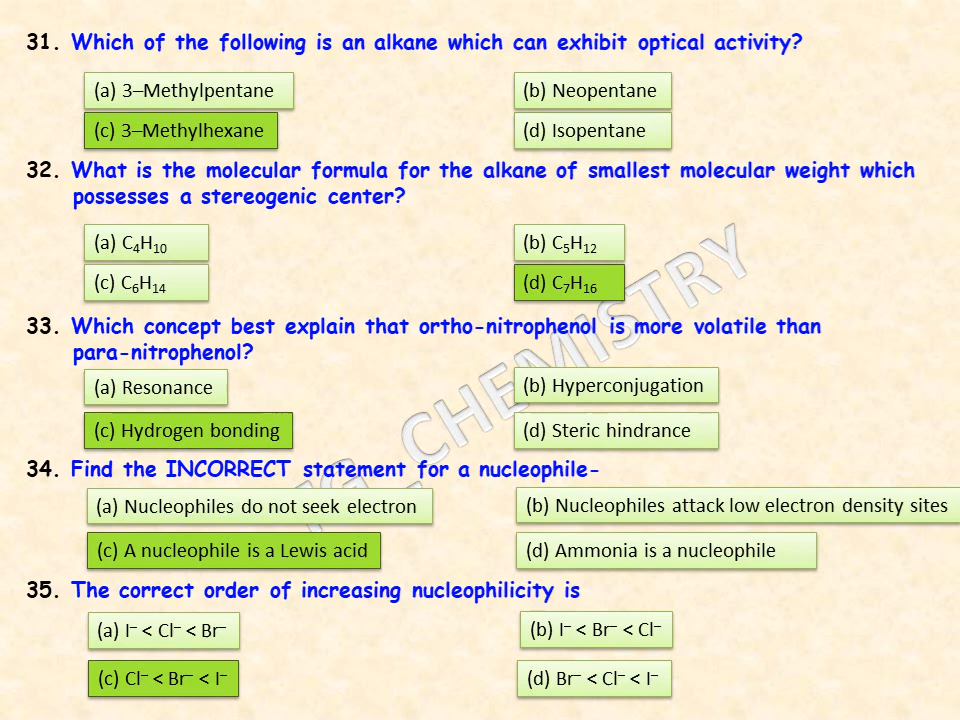 31. Which of the following is an alkane which can exhibit optical activity?
(a) 3–Methylpentane (b) Neopentane
(c) 3–Methylhexane (d) Isopentane
32. What is the molecular formula for the alkane of smallest molecular weight which
possesses a stereogenic center?
(a) C₄H₁₀ (b) C₅H₁₂
(c) C₆H₁₄ (d) C₇H₁₆
33. Which concept best explain that ortho-nitrophenol is more volatile than
para-nitrophenol?
(a) Resonance (b) Hyperconjugation
(c) Hydrogen bonding (d) Steric hindrance
34. Find the INCORRECT statement for a nucleophile-
(a) Nucleophiles do not seek electron (b) Nucleophiles attack low electron density sites
(c) A nucleophile is a Lewis acid (d) Ammonia is a nucleophile
35. The correct order of increasing nucleophilicity is
(a) I⁻ < Cl⁻ < Br⁻ (b) I⁻ < Br⁻ < Cl⁻
(c) Cl⁻ < Br⁻ < I⁻ (d) Br⁻ < Cl⁻ < I⁻
CHEMISTRY